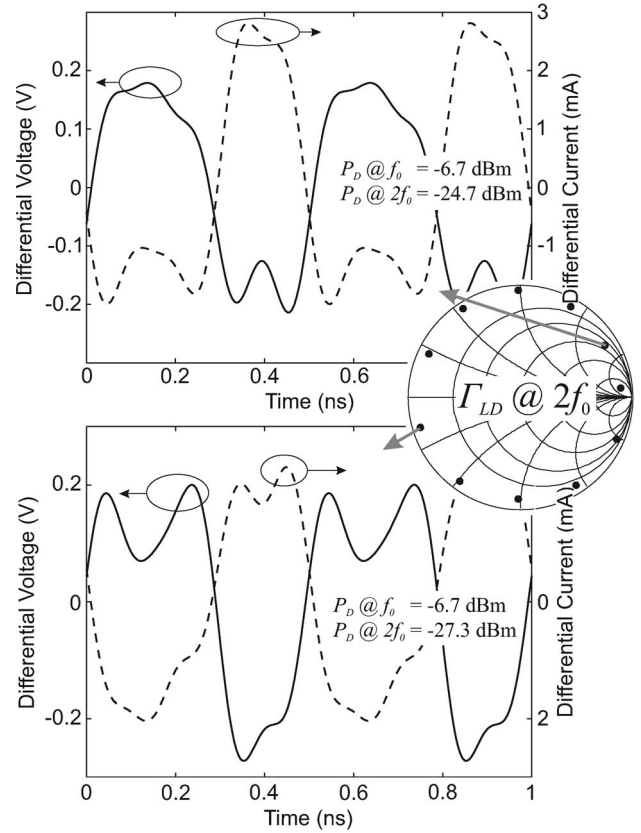 3
0.2
2
0.1
1
Differential Voltage (V)
Differential Current (mA)
P_D @ f_0 = -6.7 dBm
P_D @ 2f_0 = -24.7 dBm
0
0
-0.1
-1
-0.2
0
0.2
0.4
0.6
Time (ns)
Γ_LD @ 2f_0
0.2
2
Differential Voltage (V)
Differential Current (mA)
0
0
P_D @ f_0 = -6.7 dBm
P_D @ 2f_0 = -27.3 dBm
-0.2
2
0
0.2
0.4
0.6
0.8
1
Time (ns)